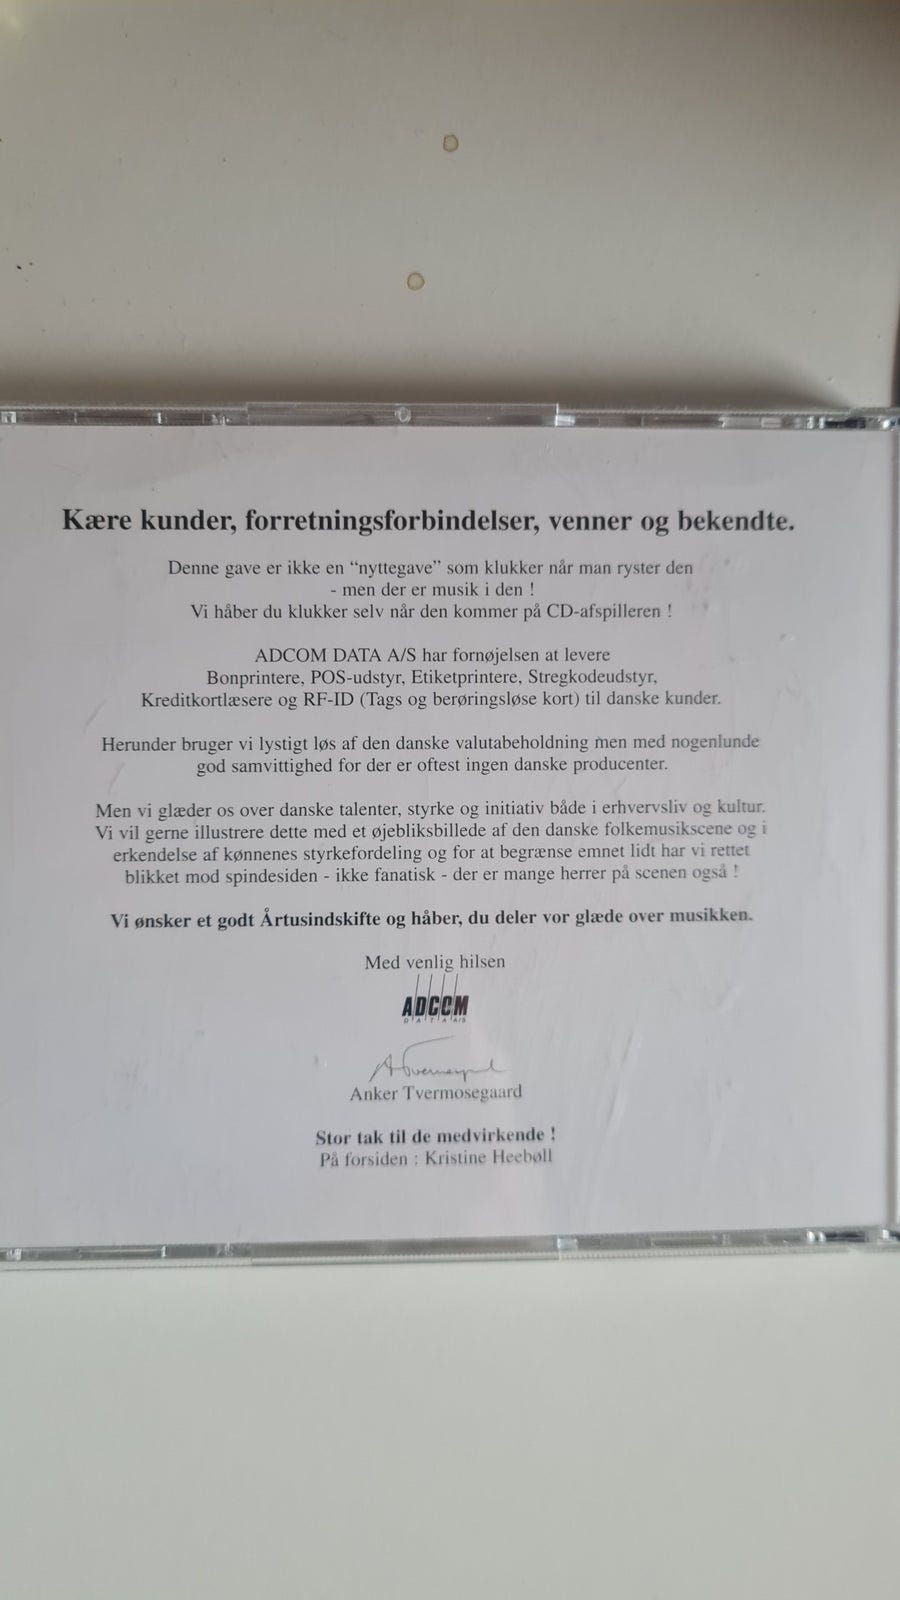 Kære kunder, forretningsforbindelser, venner og bekendte.
Denne gave er ikke en “nyttegave” som klukker når man ryster den
- men der er musik i den !
Vi håber du klukker selv når den kommer på CD-afspilleren !
ADCOM DATA A/S har fornøjelsen at levere
Bonprintere, POS-udstyr, Etiketprintere, Stregkodeudstyr,
Kreditkortlæsere og RF-ID (Tags og berøringsløse kort) til danske kunder.
Herunder bruger vi lystigt løs af den danske valutabeholdning men med nogenlunde
god samvittighed for der er oftest ingen danske producenter.
Men vi glæder os over danske talenter, styrke og initiativ både i erhvervsliv og kultur.
Vi vil gerne illustrere dette med et øjebliksbillede af den danske folkemusikscene og i
erkendelse af kønnenes styrkefordeling og for at begrænse emnet lidt har vi rettet
blikket mod spindesiden - ikke fanatisk - der er mange herrer på scenen også !
Vi ønsker et godt Årtusindskifte og håber, du deler vor glæde over musikken.
Med venlig hilsen
ADCOM
DATA A/S
A Tvermosegaard
Anker Tvermosegaard
Stor tak til de medvirkende !
På forsiden : Kristine Heebøll